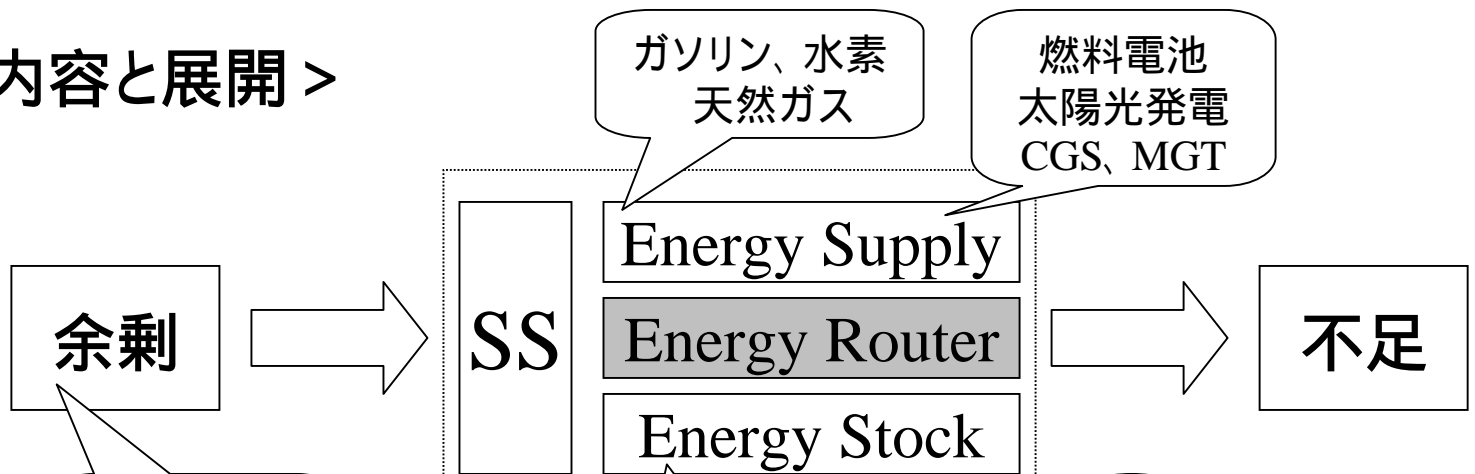 内容と展開 >
ガソリン、水素
天然ガス
燃料電池
太陽光発電
CGS、MGT
余剰
SS
Energy Supply
Energy Router
Energy Stock
不足